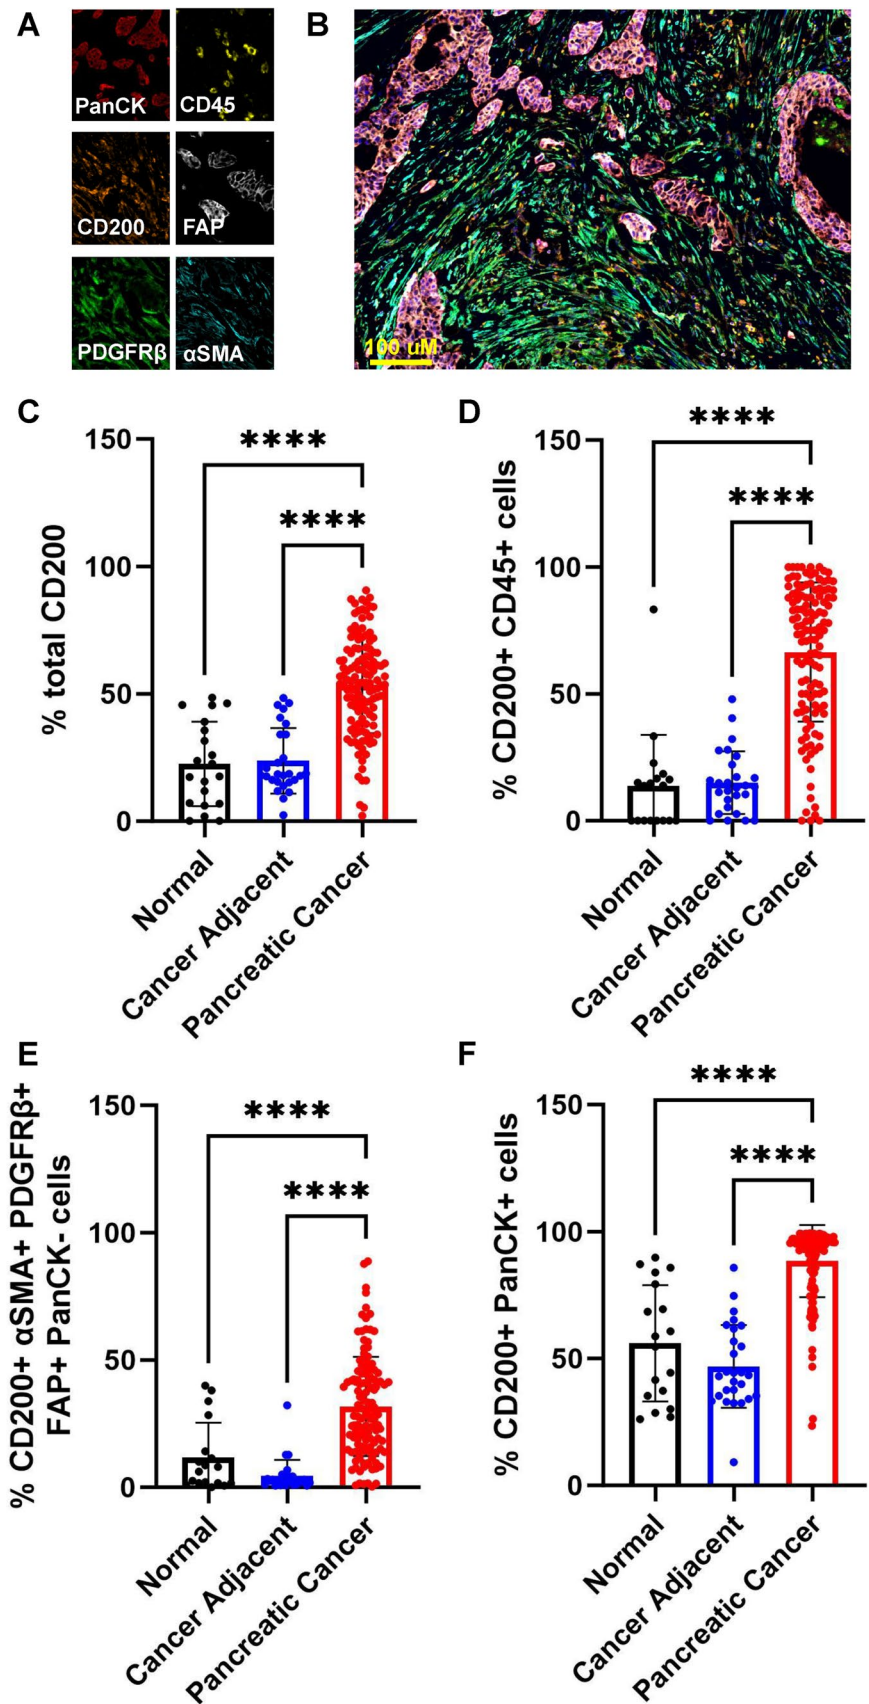 A
PanCK
CD45
CD200
FAP
PDGFRβ
αSMA
B
100 uM
C
150
100
50
0
% total CD200
****
****
Normal
Cancer Adjacent
Pancreatic Cancer
D
150
100
50
0
% CD200+ CD45+ cells
****
****
Normal
Cancer Adjacent
Pancreatic Cancer
E
150
100
50
0
% CD200+ αSMA+ PDGFRβ+
FAP+ PanCK- cells
****
****
Normal
Cancer Adjacent
Pancreatic Cancer
F
150
100
50
0
% CD200+ PanCK+ cells
****
****
Normal
Cancer Adjacent
Pancreatic Cancer